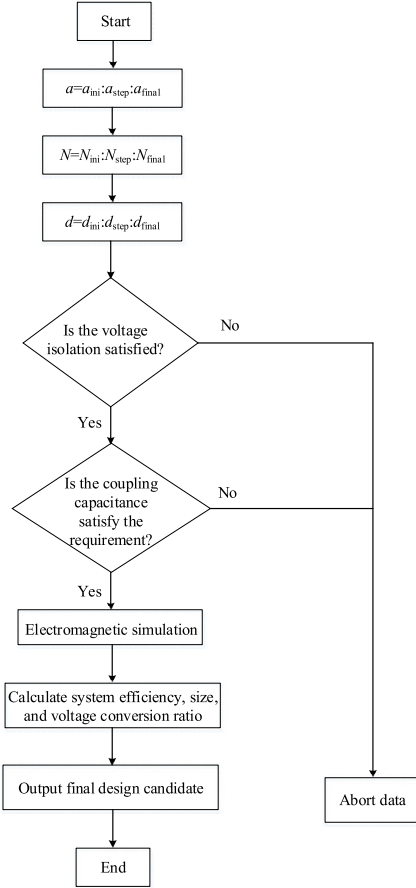 Start
a=aini:astep:afinal
N=Nini:Nstep:Nfinal
d=dini:dstep:dfinal
Is the voltage
isolation satisfied?
No
Yes
Is the coupling
capacitance
satisfy the
requirement?
No
Yes
Electromagnetic simulation
Calculate system efficiency, size,
and voltage conversion ratio
Output final design candidate
Abort data
End